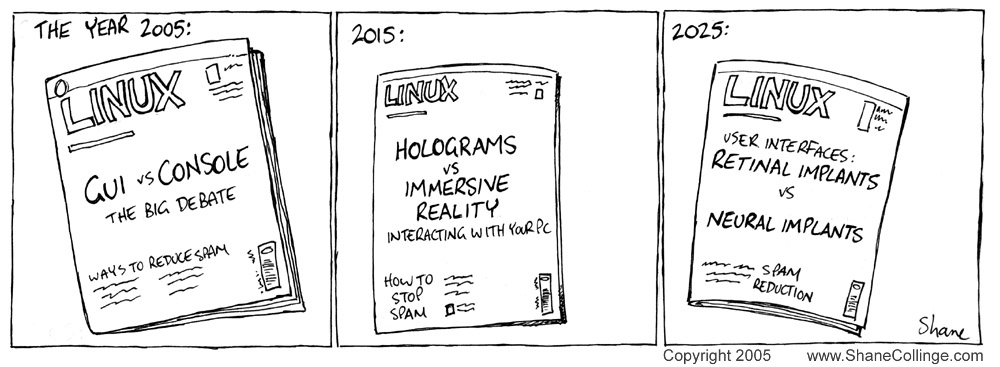 THE YEAR 2005:
LINUX
GUI vs CONSOLE
THE BIG DEBATE
WAYS TO REDUCE SPAM
2015:
LINUX
HOLOGRAMS
vs
IMMERSIVE
REALITY
INTERACTING WITH YOUR PC
HOW TO
STOP
SPAM
2025:
LINUX
USER INTERFACES:
RETINAL IMPLANTS
vs
NEURAL IMPLANTS
SPAM
REDUCTION
Shane
Copyright 2005 www.ShaneCollinge.com